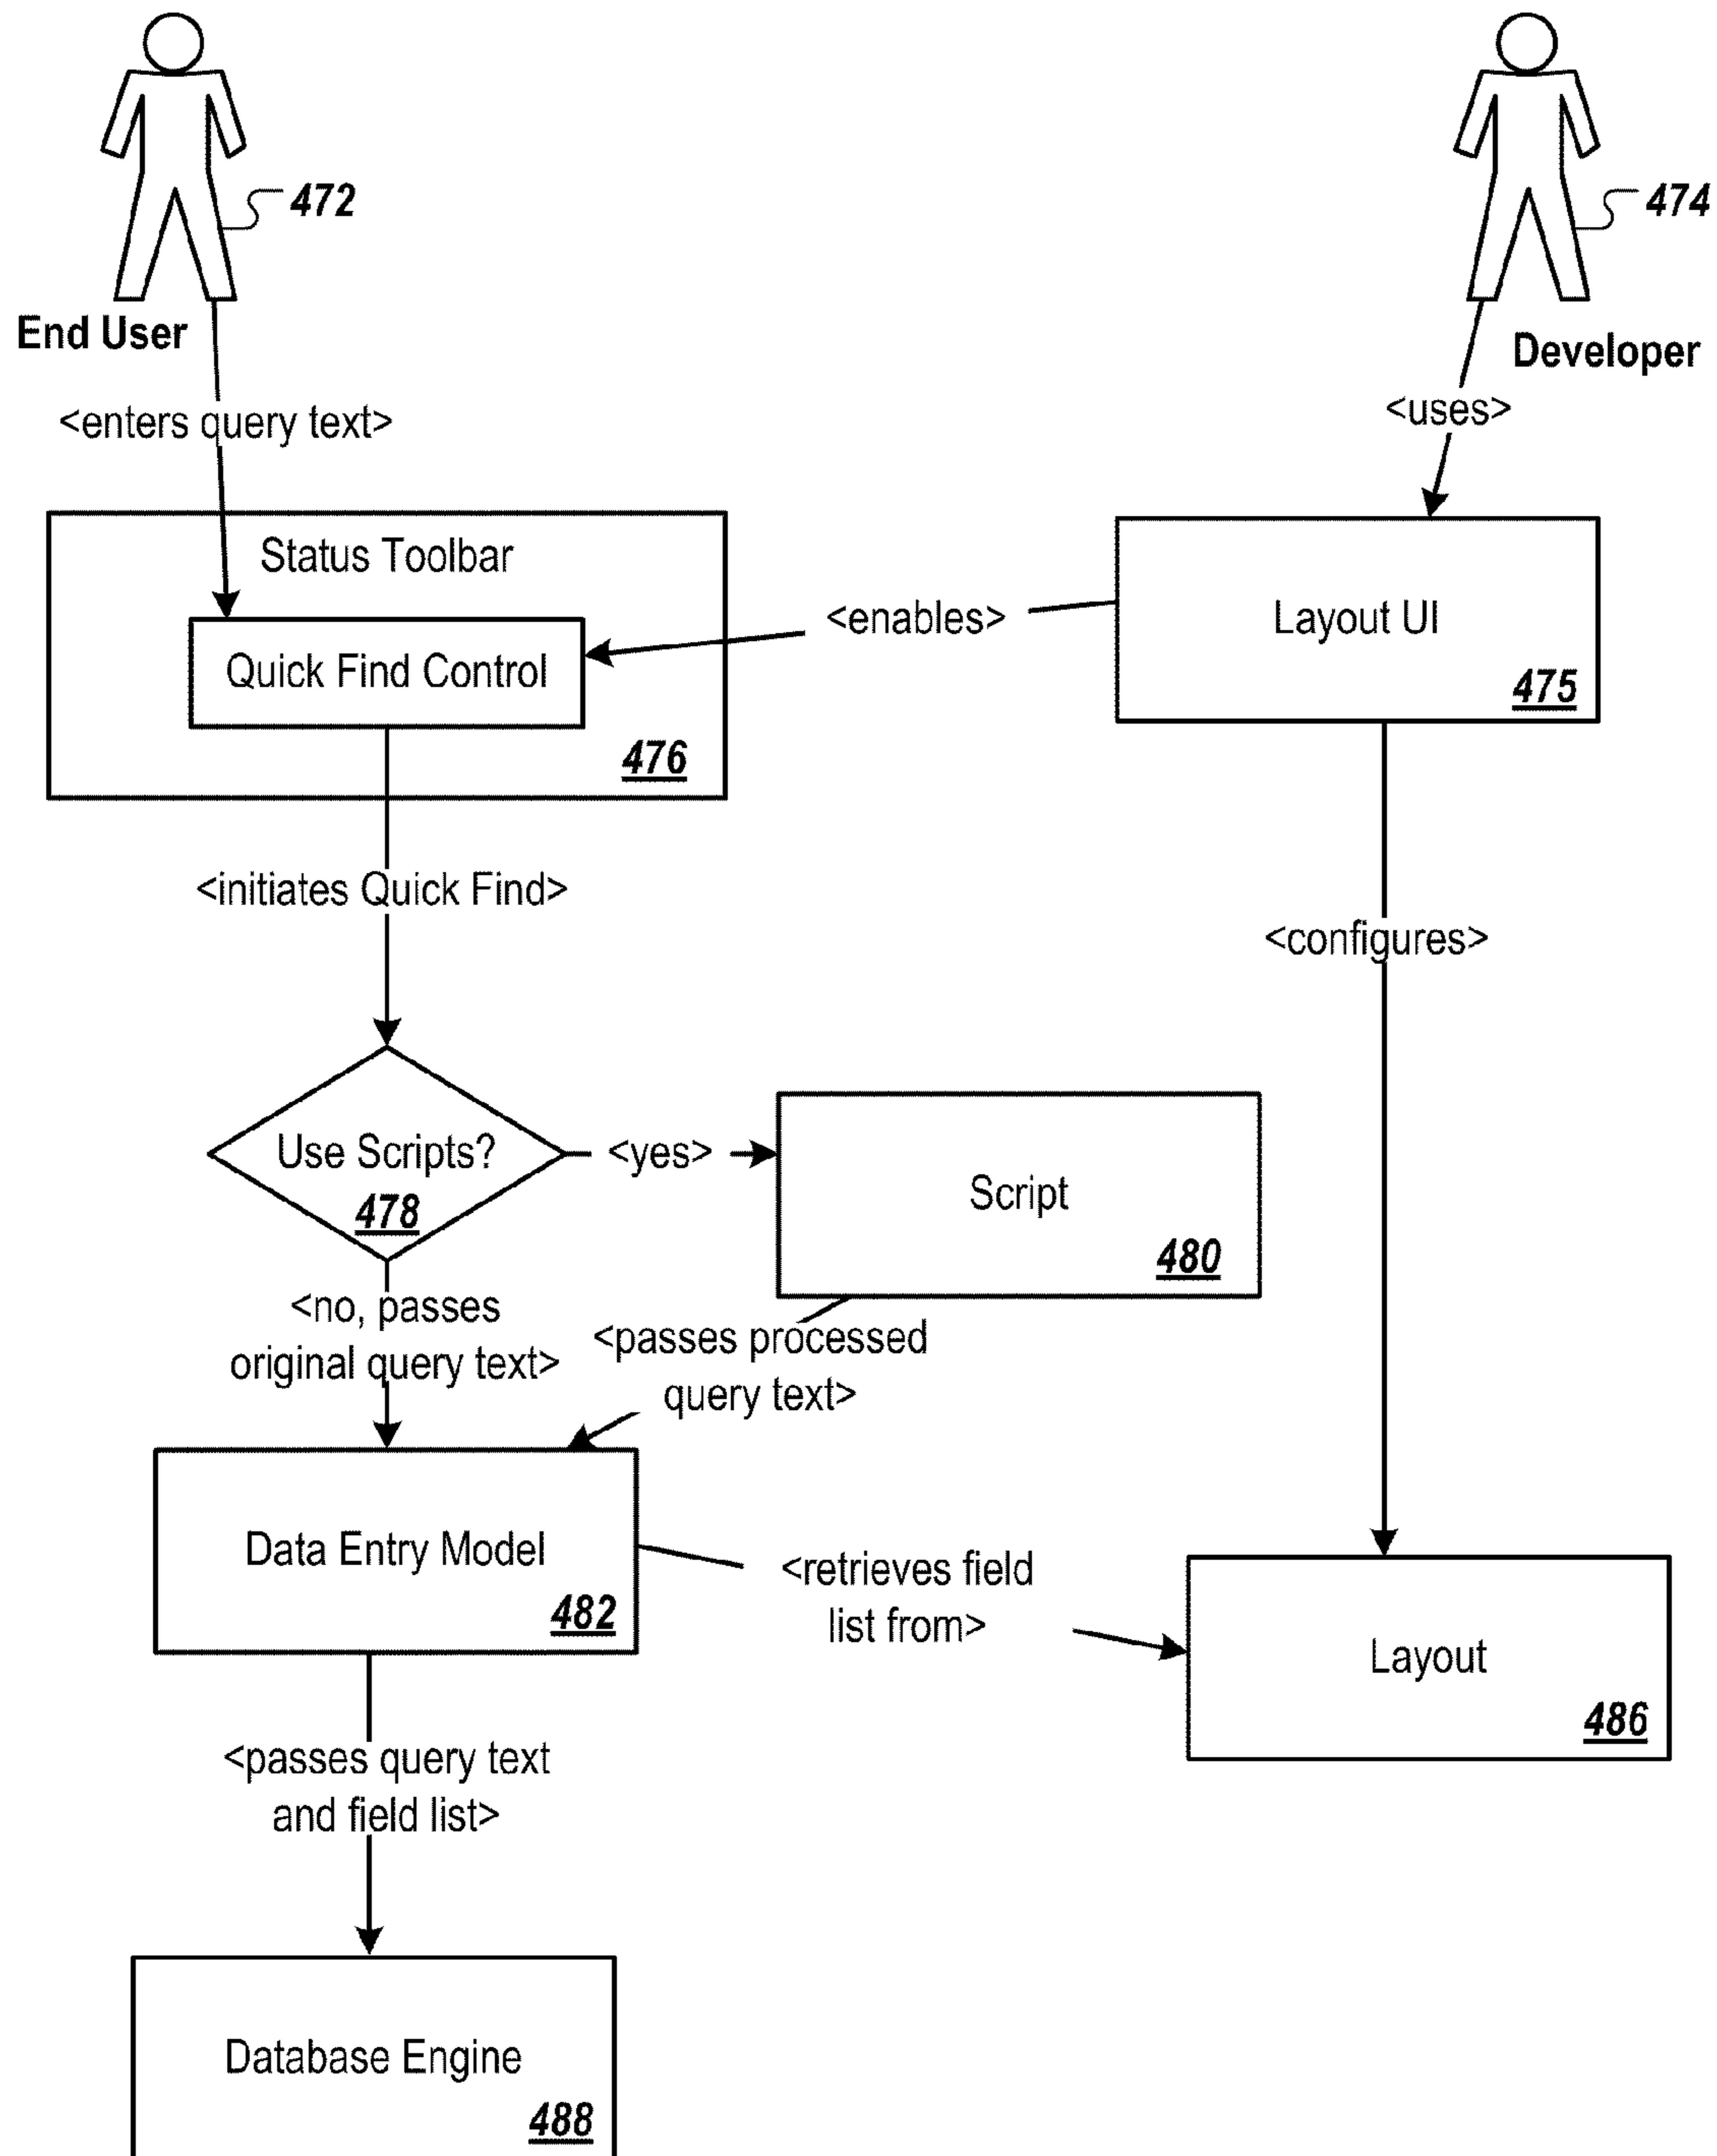 472
474
End User
Developer
<enters query text>
<uses>
Status Toolbar
Quick Find Control
476
<enables>
Layout UI
475
<initiates Quick Find>
<configures>
Use Scripts?
478
<yes>
Script
480
<no, passes
original query text>
<passes processed
query text>
Data Entry Model
482
<retrieves field
list from>
Layout
486
<passes query text
and field list>
Database Engine
488